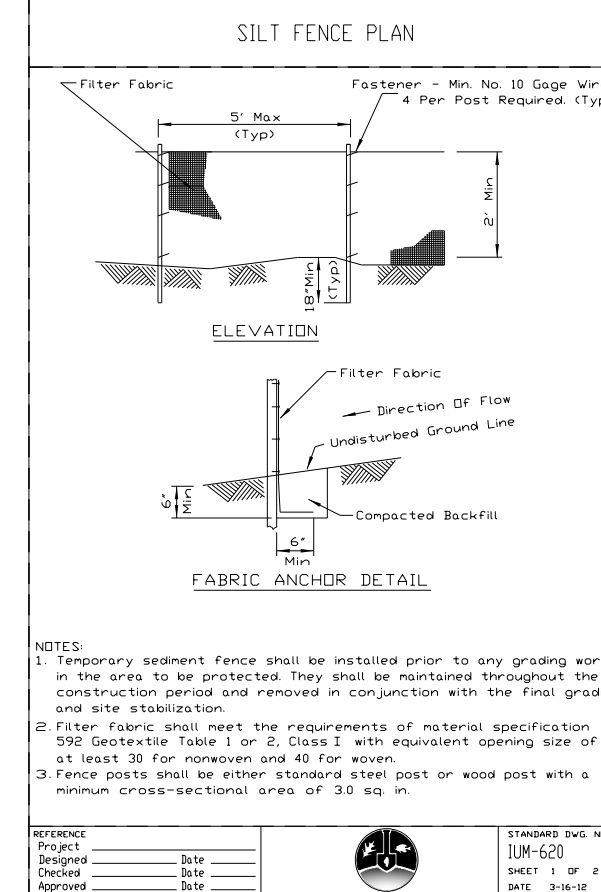 SILT FENCE PLAN
Filter Fabric
Fastener - Min. No. 10 Gage
4 Per Post Required.
5' Max
(Typ)
2' Min
18"Min
(Typ)
ELEVATION
Filter Fabric
Direction Of Flow
Undisturbed Ground Line
6"
Min
Compacted Backfill
6"
Min
FABRIC ANCHOR DETAIL
NOTES:
1. Temporary sediment fence shall be installed prior to any grading
in the area to be protected. They shall be maintained throughout the
construction period and removed in conjunction with the final
and site stabilization.
2. Filter fabric shall meet the requirements of material specification
592 Geotextile Table 1 or 2, Class I with equivalent opening size of
at least 30 for nonwoven and 40 for woven.
3. Fence posts shall be either standard steel post or wood post with a
minimum cross-sectional area of 3.0 sq. in.
REFERENCE
Project
Designed Date
Checked Date
Approved Date
STANDARD DWG.
IUM-620
SHEET 1 OF 2
DATE 3-16-12